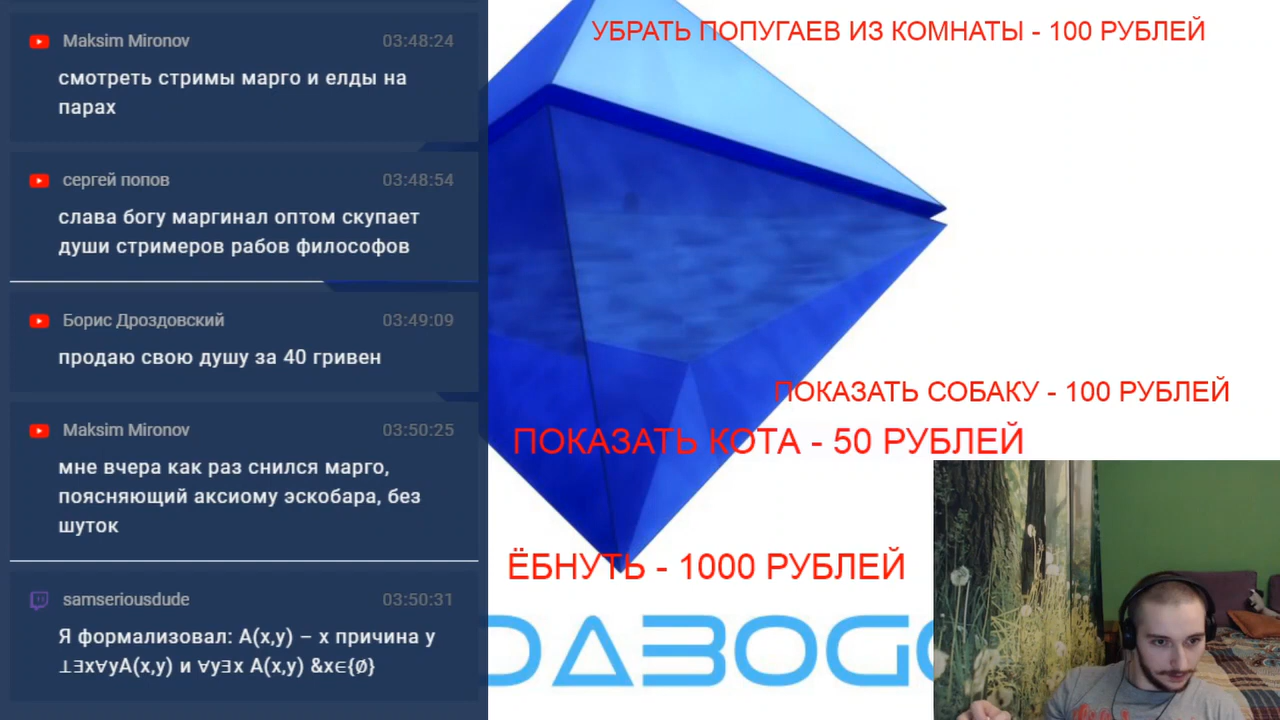 Maksim Mironov 03:48:24
смотреть стримы марго и елды на
парах
сергей попов 03:48:54
слава богу маргинал оптом скупает
души стримеров рабов философов
Борис Дроздовский 03:49:09
продаю свою душу за 40 гривен
Maksim Mironov 03:50:25
мне вчера как раз снился марго,
поясняющий аксиому эскобара, без
шуток
samseriousdude 03:50:31
Я формализовал: A(x,y) – x причина y
⊥∃x∀yA(x,y) и ∀y∃x A(x,y) &x∈{∅}
УБРАТЬ ПОПУГАЕВ ИЗ КОМНАТЫ - 100 РУБЛЕЙ
ПОКАЗАТЬ СОБАКУ - 100 РУБЛЕЙ
ПОКАЗАТЬ КОТА - 50 РУБЛЕЙ
ЁБНУТЬ - 1000 РУБЛЕЙ